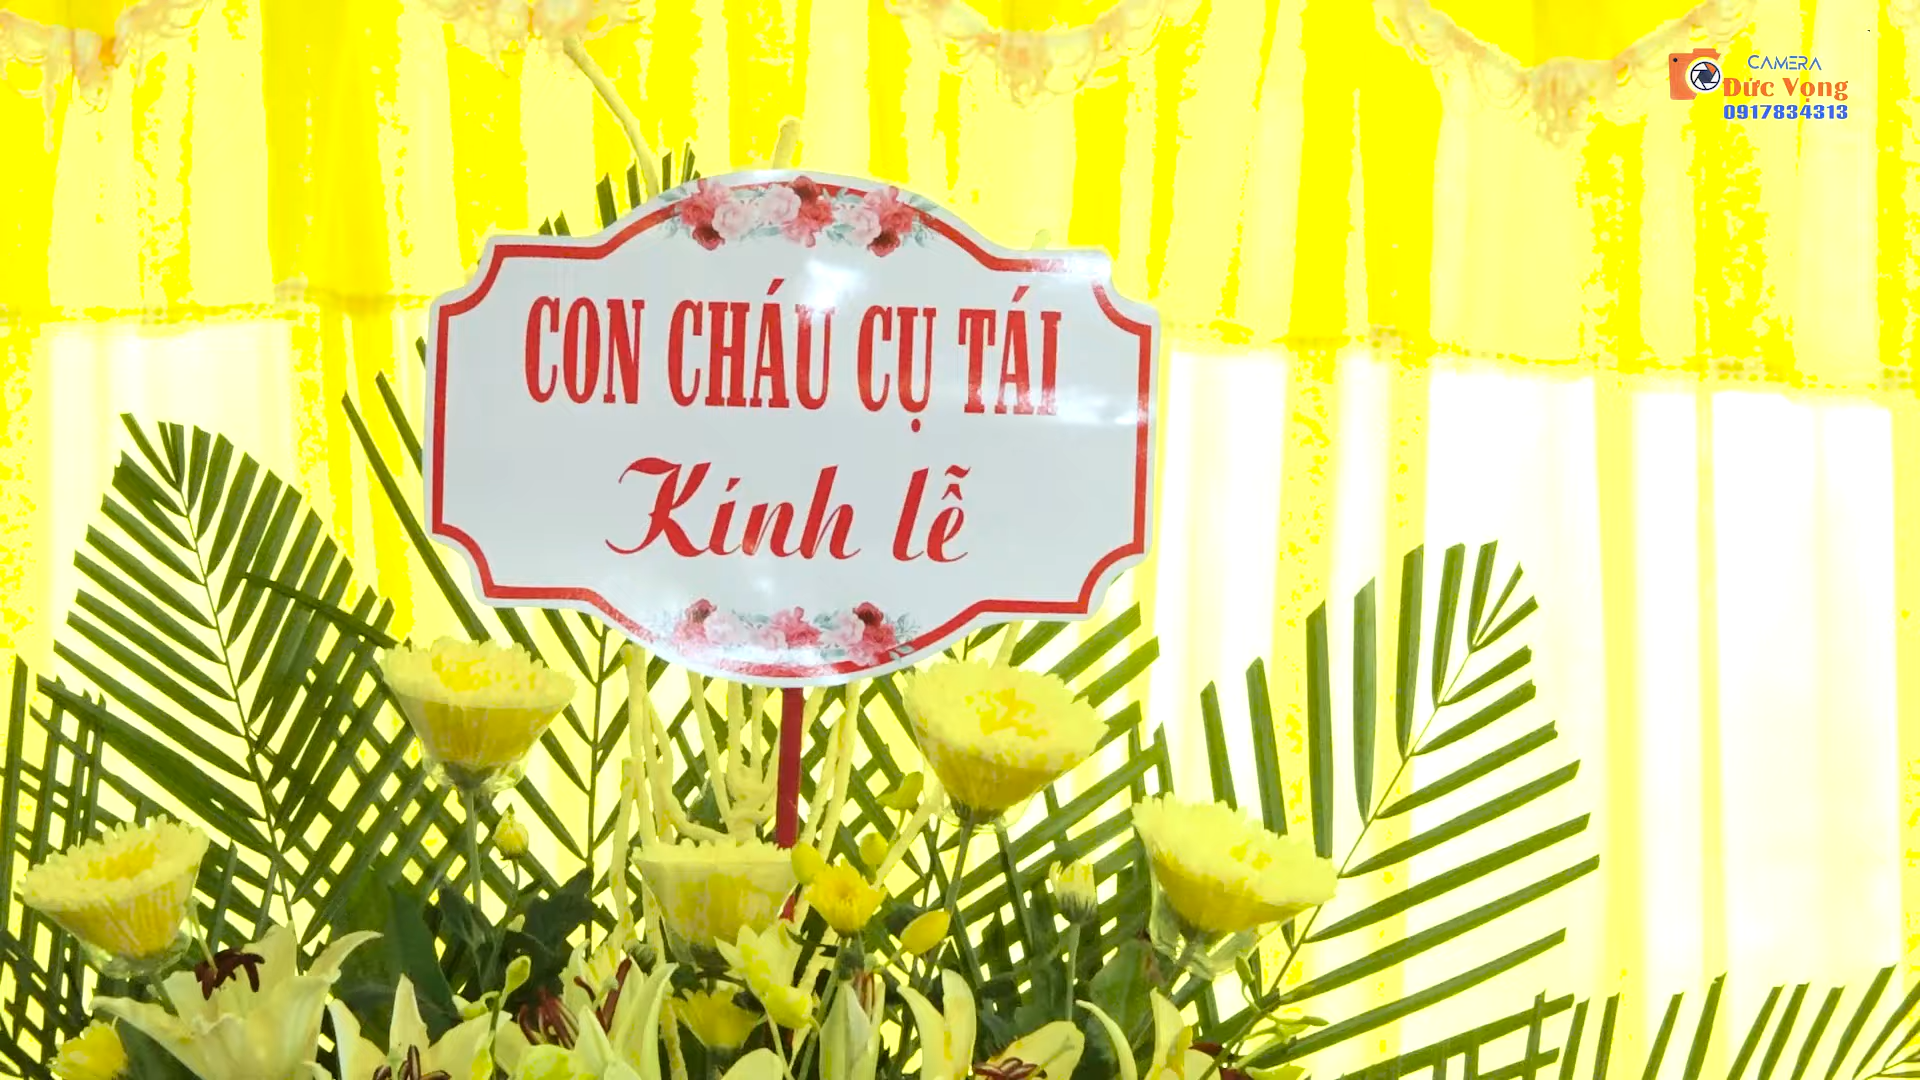 CAMERA
Đức Vọng
0917834313
CON CHÁU CỤ TÁI
Kính lễ